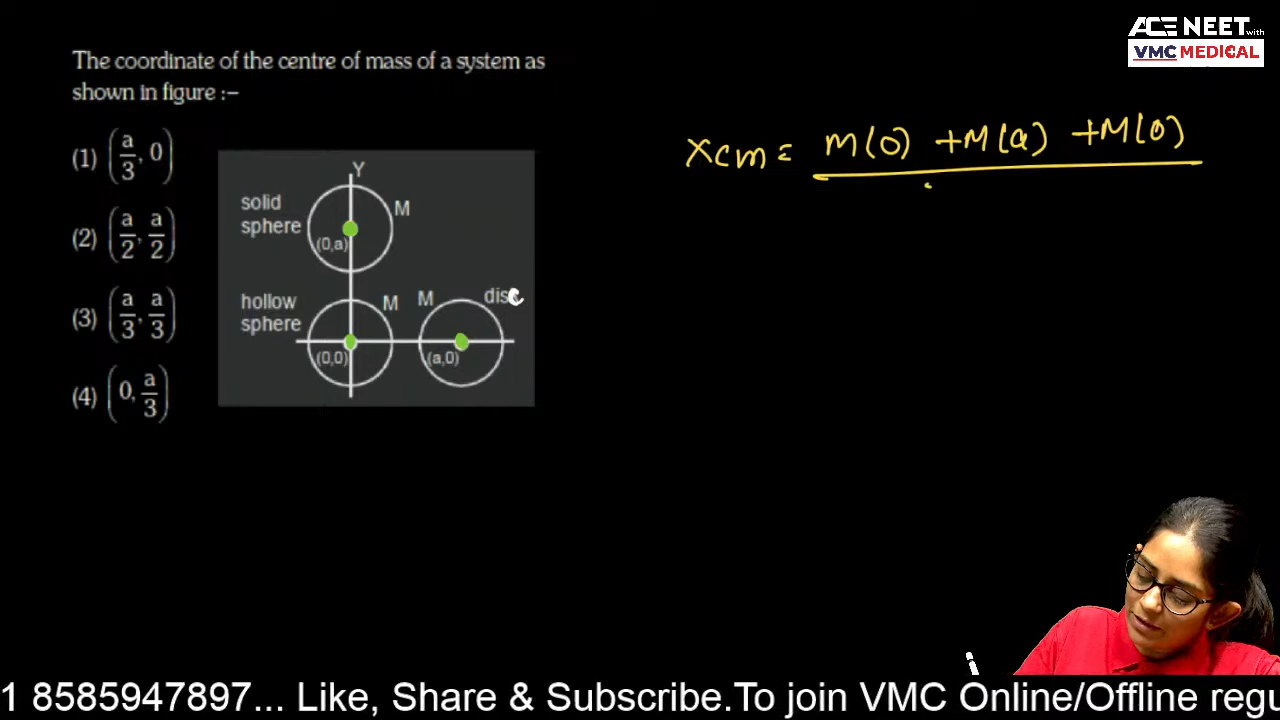 ACE NEET with
VMC MEDICAL
The coordinate of the centre of mass of a system as
shown in figure :–
(1) (a/3, 0)
(2) (a/2, a/2)
(3) (a/3, a/3)
(4) (0, a/3)
Y
solid
sphere
M
(0,a)
hollow
sphere
M
M
disc
(0,0)
(a,0)
xcm = M(0) +M(a) +M(0)
1 8585947897... Like, Share & Subscribe.To join VMC Online/Offline regu